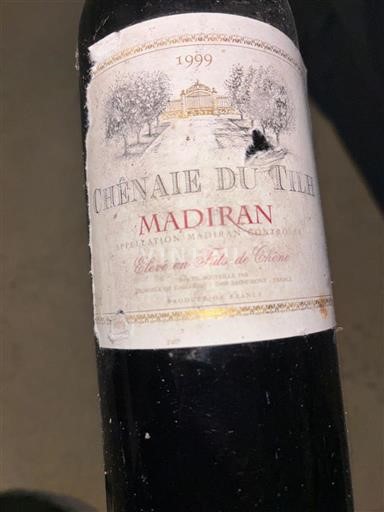 1999
CHÊNAIE DU TILH
MADIRAN
APPELLATION MADIRAN CONTRÔLÉE
Elevé en Fûts de Chêne
PRODUCE OF FRANCE